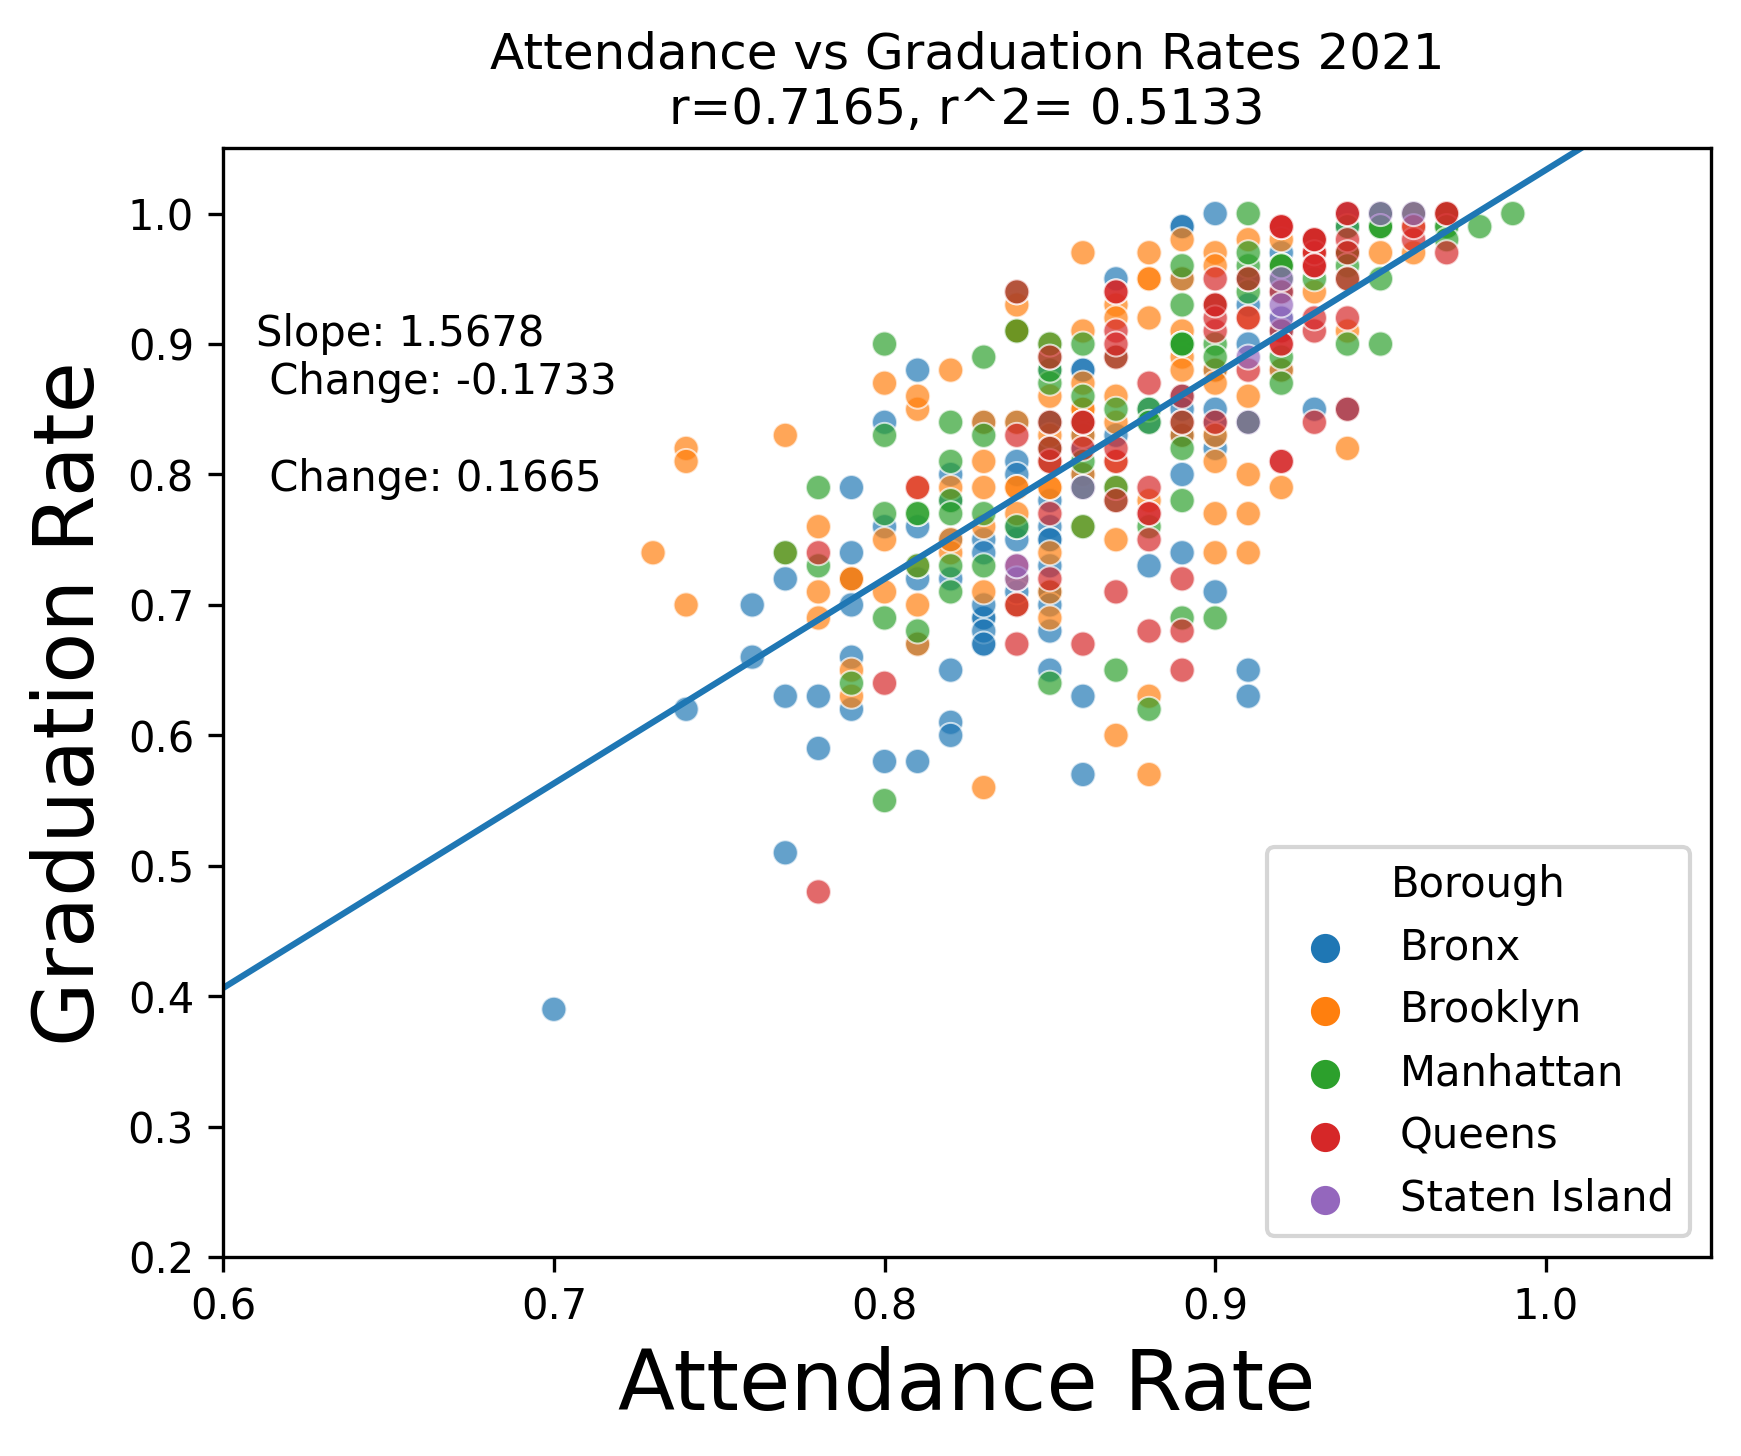 Attendance vs Graduation Rates 2021
r=0.7165, r^2= 0.5133
Graduation Rate
1.0
0.9
0.8
0.7
0.6
0.5
0.4
0.3
0.2
Slope: 1.5678
Change: -0.1733
Change: 0.1665
Borough
Bronx
Brooklyn
Manhattan
Queens
Staten Island
0.6 0.7 0.8 0.9 1.0
Attendance Rate